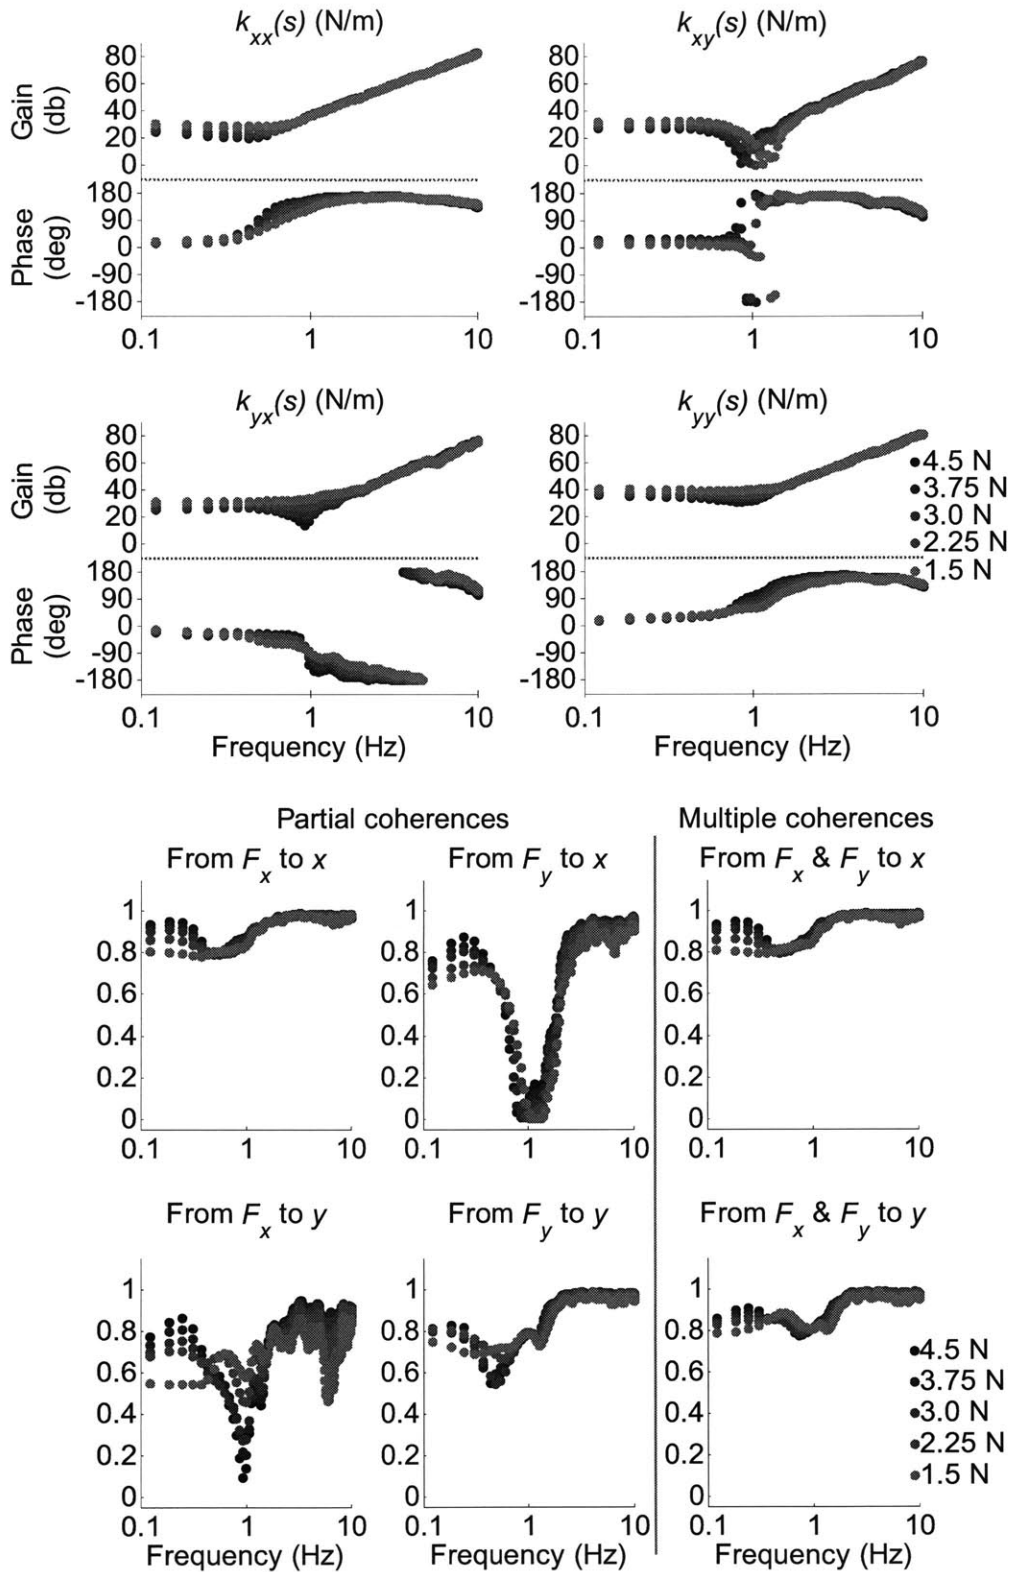 k_xx(s) (N/m)
k_xy(s) (N/m)
Gain
(db)
80
60
40
20
0
80
60
40
20
0
Phase
(deg)
180
90
0
-90
-180
180
90
0
-90
-180
0.1 1 10
0.1 1 10
k_yx(s) (N/m)
k_yy(s) (N/m)
Gain
(db)
80
60
40
20
0
80
60
40
20
0
4.5 N
3.75 N
3.0 N
2.25 N
1.5 N
Phase
(deg)
180
90
0
-90
-180
180
90
0
-90
-180
0.1 1 10
0.1 1 10
Frequency (Hz)
Frequency (Hz)
Partial coherences
Multiple coherences
From F_x to x
From F_y to x
From F_x & F_y to x
1
0.8
0.6
0.4
0.2
0
1
0.8
0.6
0.4
0.2
0
1
0.8
0.6
0.4
0.2
0
0.1 1 10
0.1 1 10
0.1 1 10
From F_x to y
From F_y to y
From F_x & F_y to y
1
0.8
0.6
0.4
0.2
0
1
0.8
0.6
0.4
0.2
0
1
0.8
0.6
0.4
0.2
0
4.5 N
3.75 N
3.0 N
2.25 N
1.5 N
0.1 1 10
0.1 1 10
0.1 1 10
Frequency (Hz)
Frequency (Hz)
Frequency (Hz)